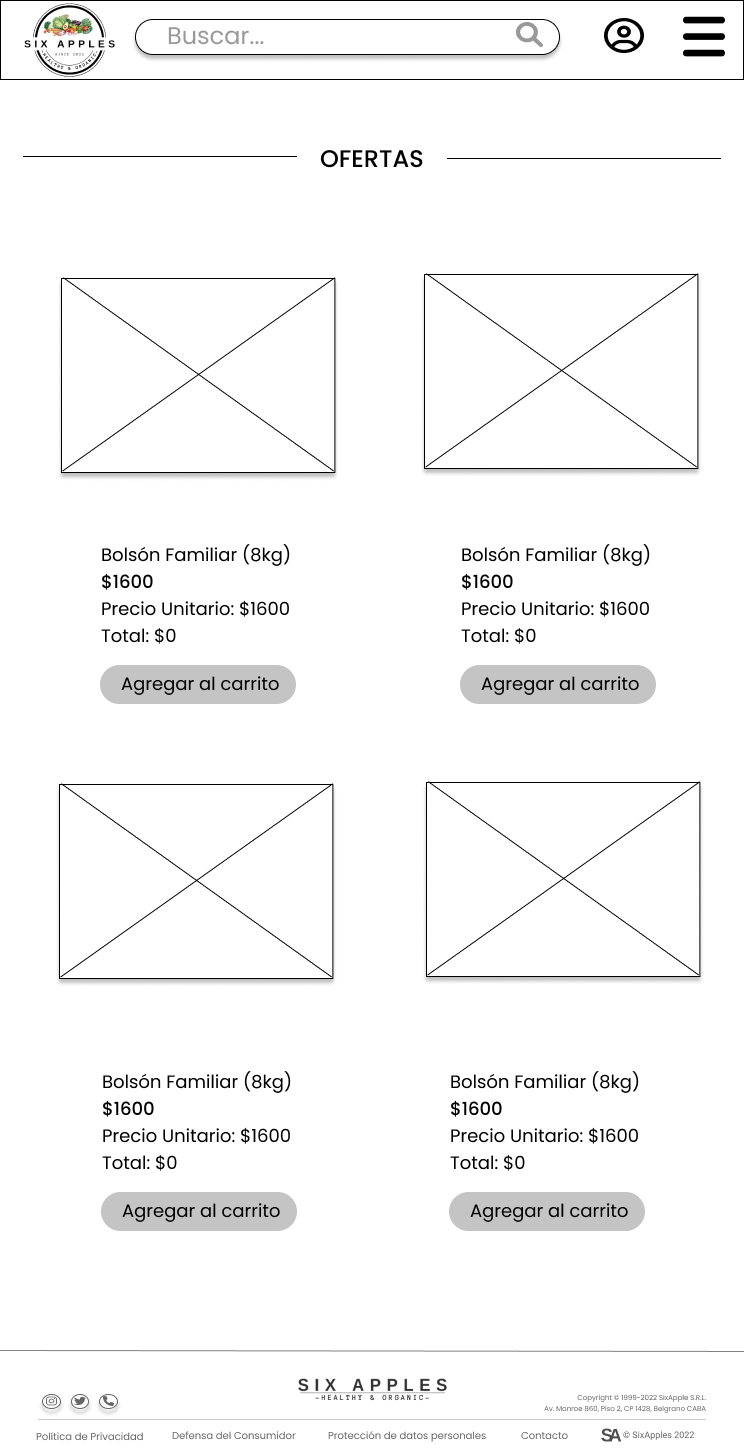 SIX APPLES
SINCE 2022
HEALTHY & ORGANIC
Buscar...
OFERTAS
Bolsón Familiar (8kg)
$1600
Precio Unitario: $1600
Total: $0
Agregar al carrito
Bolsón Familiar (8kg)
$1600
Precio Unitario: $1600
Total: $0
Agregar al carrito
Bolsón Familiar (8kg)
$1600
Precio Unitario: $1600
Total: $0
Agregar al carrito
Bolsón Familiar (8kg)
$1600
Precio Unitario: $1600
Total: $0
Agregar al carrito
SIX APPLES
-HEALTHY & ORGANIC-
Copyright © 1999-2022 SixApple S.R.L.
Av. Monroe 860, Piso 2, CP 1428, Belgrano CABA
Política de Privacidad
Defensa del Consumidor
Protección de datos personales
Contacto
SA © SixApples 2022